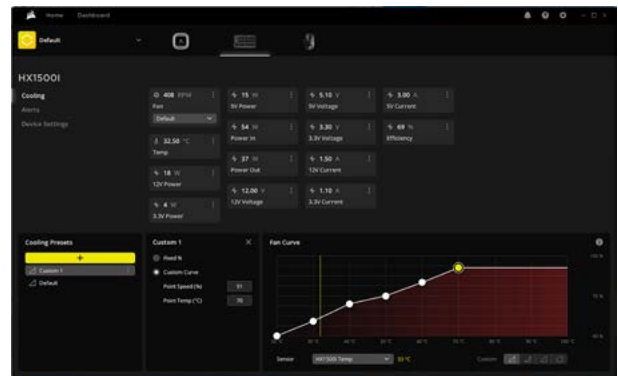 Home Dashboard
Default
HX1500I
Cooling
Alerts
Device Settings
408 RPM
Fan
Default
32.50 °C
Temp
18 W
12V Power
4 W
3.3V Power
15 W
5V Power
54 W
Power In
37 W
Power Out
12.00 V
12V Voltage
5.10 V
5V Voltage
3.30 V
3.3V Voltage
1.50 A
12V Current
1.10 A
3.3V Current
3.00 A
5V Current
69 %
Efficiency
Cooling Presets
+
Custom 1
Default
Custom 1
Fixed %
Custom Curve
Point Speed (%) 91
Point Temp (°C) 70
Fan Curve
Sensor HX1500i Temp
Custom